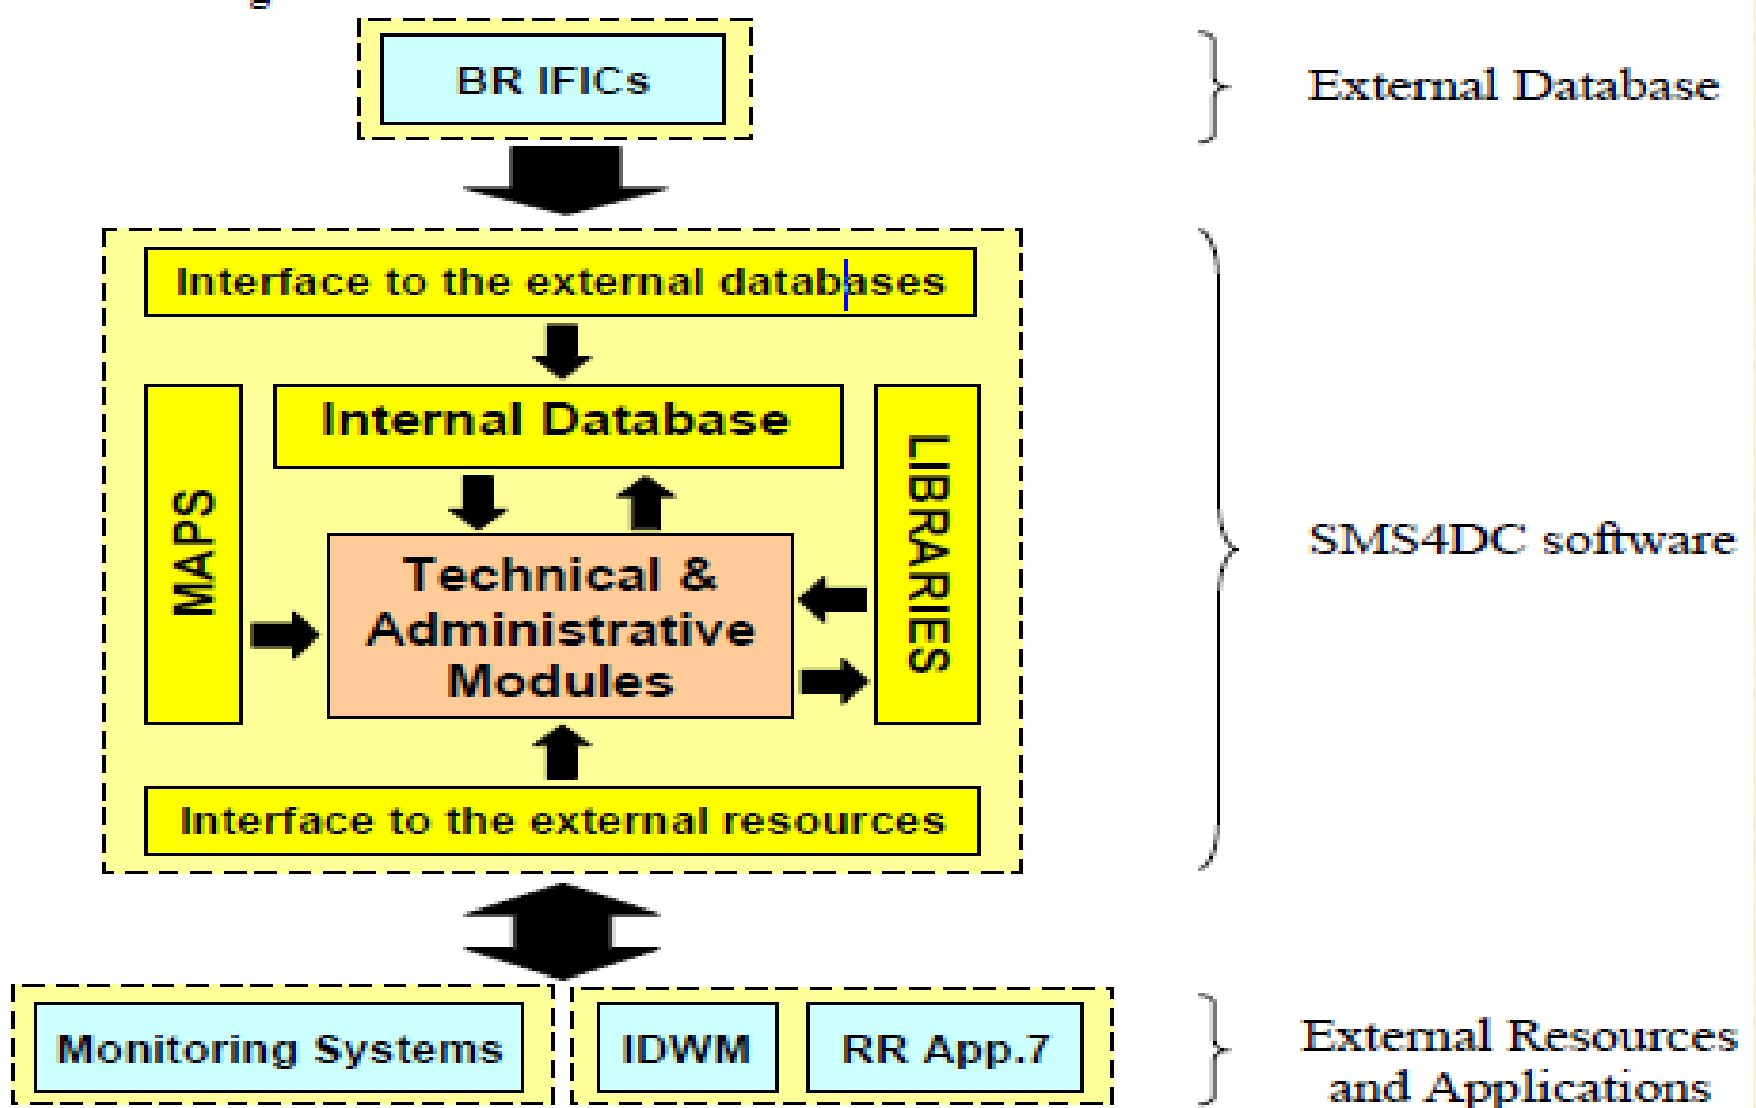 BR IFICs
External Database
Interface to the external databases
Internal Database
MAPS
LIBRARIES
Technical &
Administrative
Modules
SMS4DC software
Interface to the external resources
Monitoring Systems
IDWM
RR App.7
External Resources
and Applications